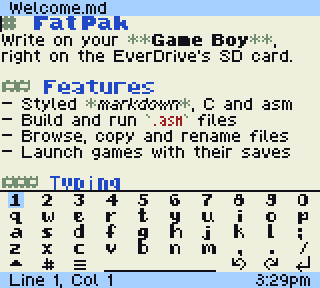 Welcome.md
# FatPak
Write on your **Game Boy**,
right on the EverDrive's SD card.
## Features
- Styled *markdown*, C and asm
- Build and run `.asm` files
- Browse, copy and rename files
- Launch games with their saves
### Typing
1 2 3 4 5 6 7 8 9 0
q w e r t y u i o p
a s d f g h j k l ;
z x c v b n m , . /
#
Line 1, Col 1 3:29pm